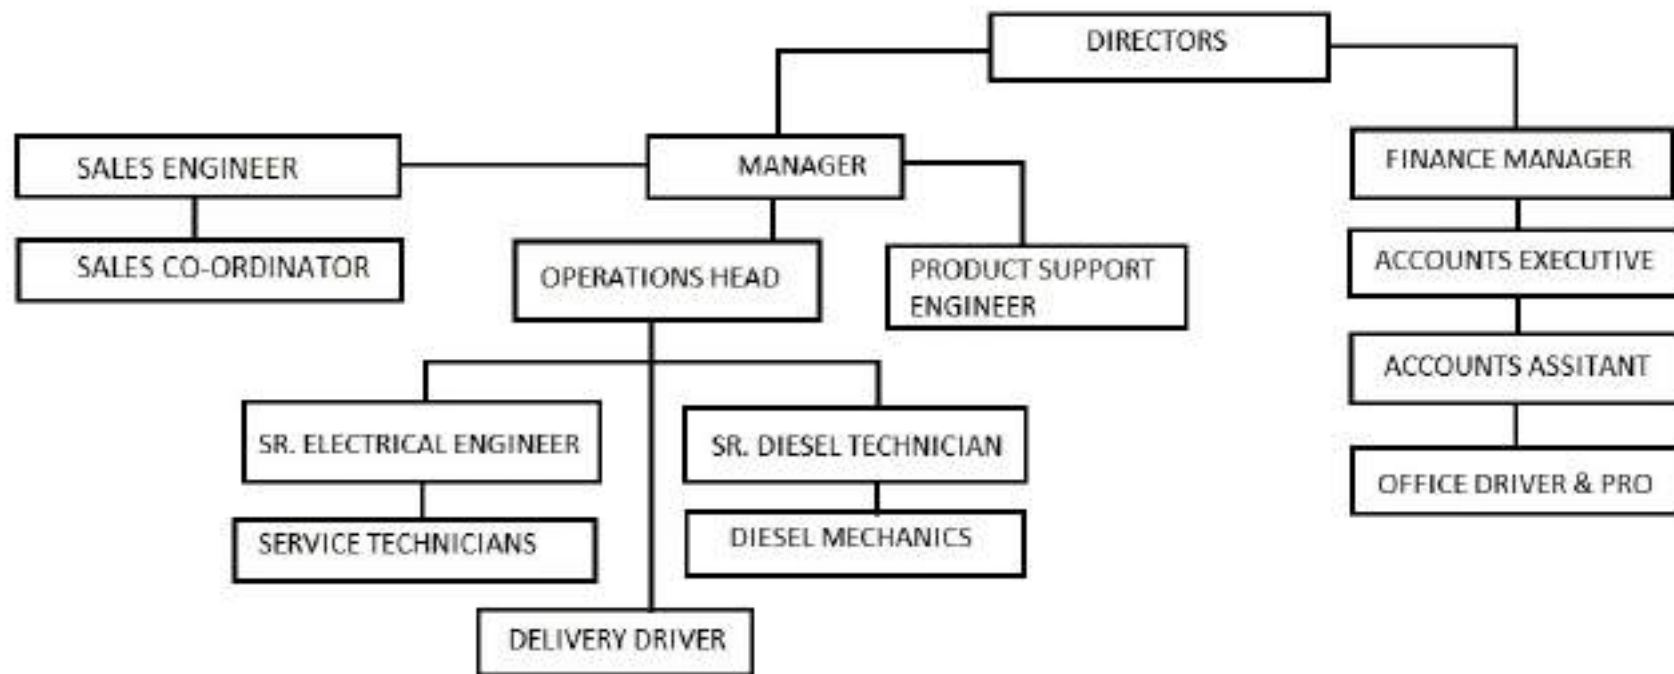 DIRECTORS
SALES ENGINEER
MANAGER
FINANCE MANAGER
SALES CO-ORDINATOR
OPERATIONS HEAD
PRODUCT SUPPORT
ENGINEER
ACCOUNTS EXECUTIVE
ACCOUNTS ASSITANT
SR. ELECTRICAL ENGINEER
SR. DIESEL TECHNICIAN
OFFICE DRIVER & PRO
SERVICE TECHNICIANS
DIESEL MECHANICS
DELIVERY DRIVER